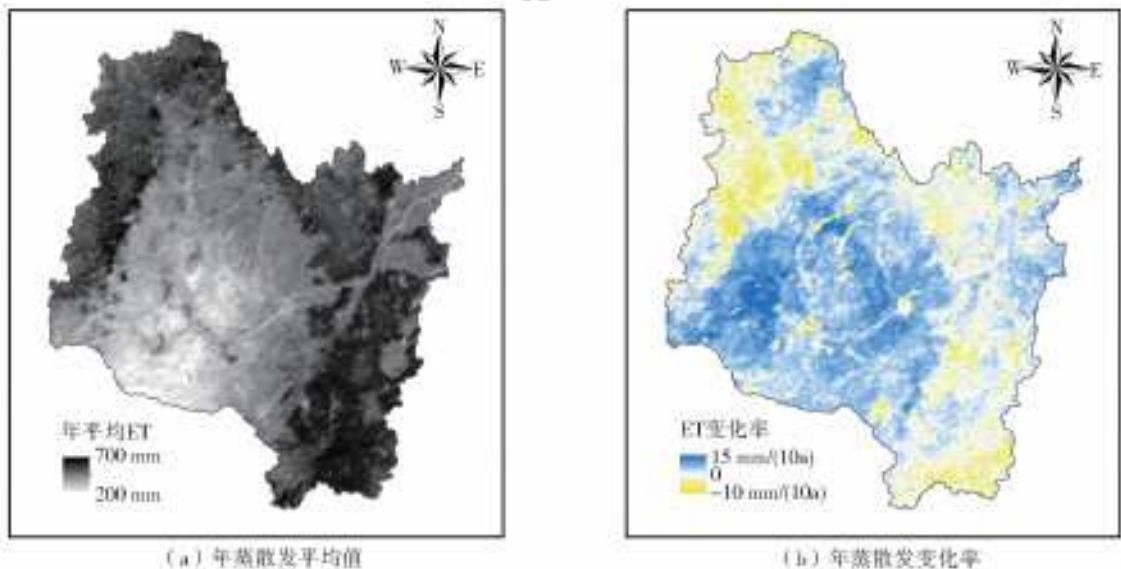 N
W E
S
年平均ET
700 mm
200 mm
(a)年蒸散发平均值
N
W E
S
ET变化率
15 mm/(10a)
0
-10 mm/(10a)
(b)年蒸散发变化率